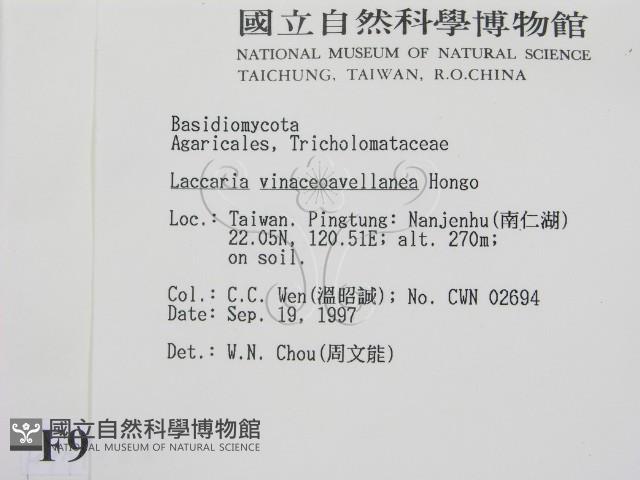 國立自然科學博物館
NATIONAL MUSEUM OF NATURAL SCIENCE
TAICHUNG, TAIWAN, R.O.CHINA
Basidiomycota
Agaricales, Tricholomataceae
Laccaria vinaceoavellanea Hongo
Loc.: Taiwan. Pingtung: Nanjenhu(南仁湖)
22.05N, 120.51E; alt. 270m;
on soil.
Col.: C.C. Wen(溫昭誠); No. CWN 02694
Date: Sep. 19, 1997
Det.: W.N. Chou(周文能)
國立自然科學博物館
NATIONAL MUSEUM OF NATURAL SCIENCE
F9